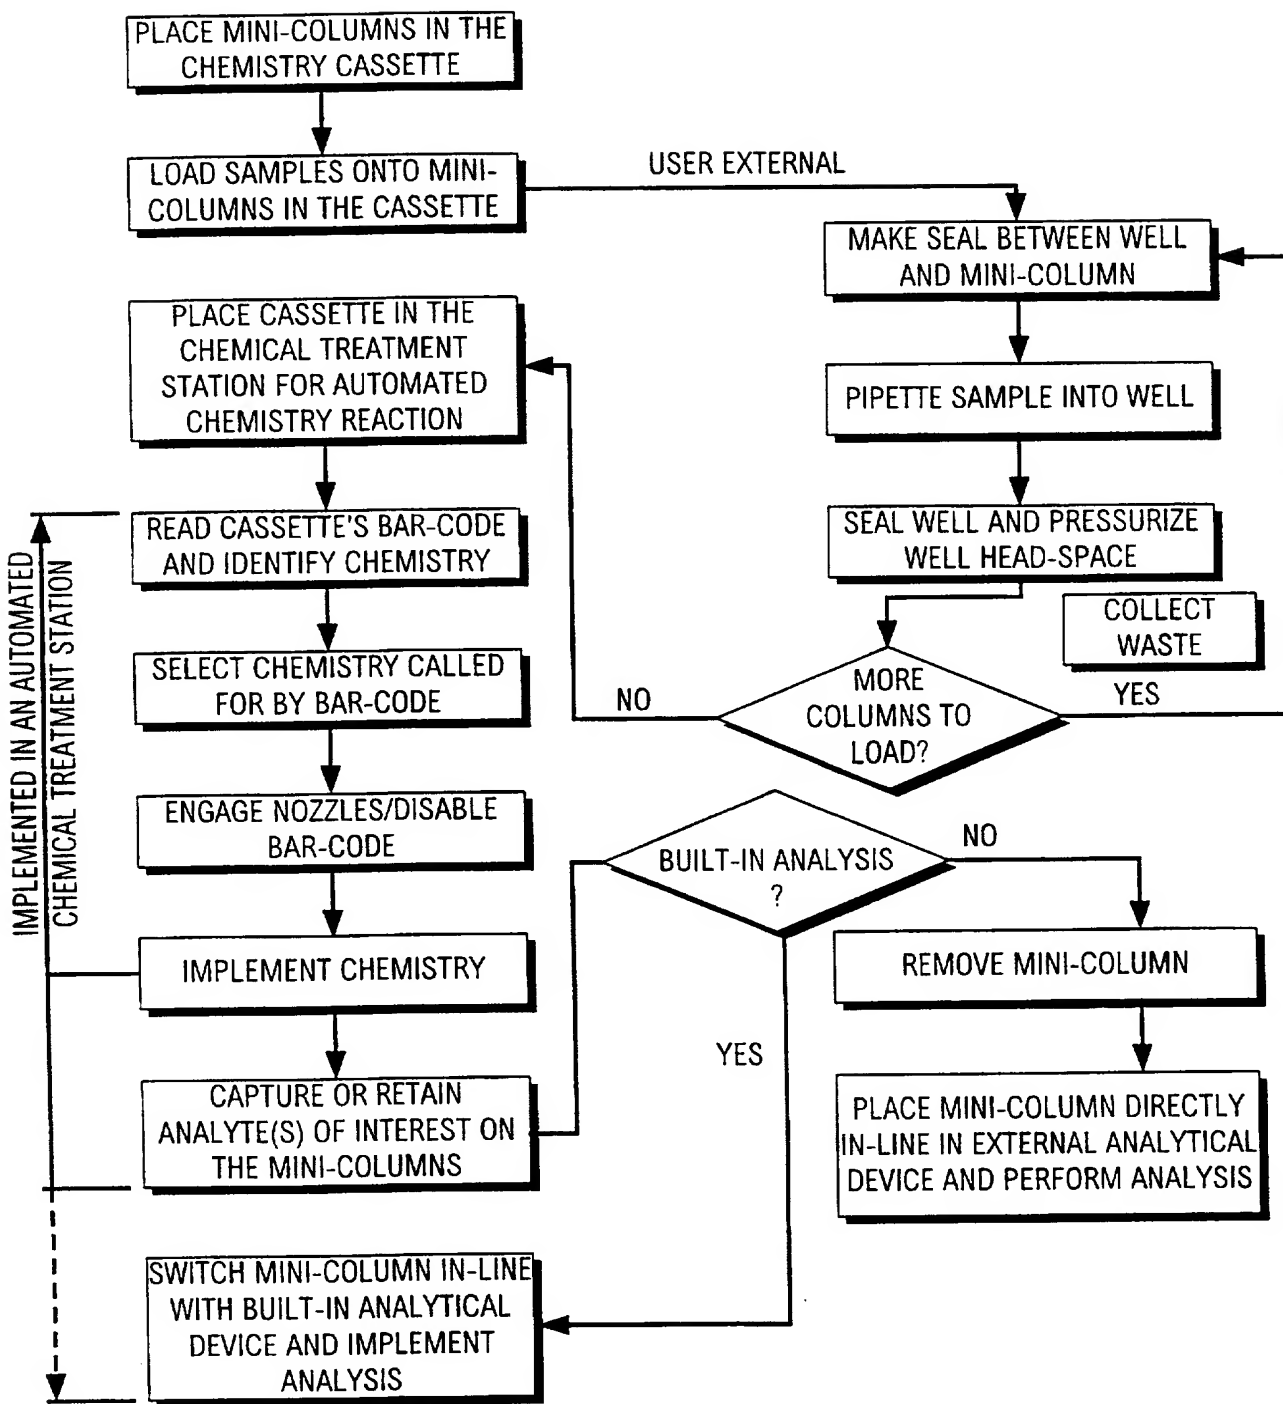 PLACE MINI-COLUMNS IN THE
CHEMISTRY CASSETTE
LOAD SAMPLES ONTO MINI-
COLUMNS IN THE CASSETTE
USER EXTERNAL
MAKE SEAL BETWEEN WELL
AND MINI-COLUMN
PIPETTE SAMPLE INTO WELL
SEAL WELL AND PRESSURIZE
WELL HEAD-SPACE
COLLECT
WASTE
MORE
COLUMNS TO
LOAD?
YES
NO
PLACE CASSETTE IN THE
CHEMICAL TREATMENT
STATION FOR AUTOMATED
CHEMISTRY REACTION
READ CASSETTE'S BAR-CODE
AND IDENTIFY CHEMISTRY
SELECT CHEMISTRY CALLED
FOR BY BAR-CODE
ENGAGE NOZZLES/DISABLE
BAR-CODE
IMPLEMENT CHEMISTRY
CAPTURE OR RETAIN
ANALYTE(S) OF INTEREST ON
THE MINI-COLUMNS
IMPLEMENTED IN AN AUTOMATED
CHEMICAL TREATMENT STATION
BUILT-IN ANALYSIS
?
NO
REMOVE MINI-COLUMN
PLACE MINI-COLUMN DIRECTLY
IN-LINE IN EXTERNAL ANALYTICAL
DEVICE AND PERFORM ANALYSIS
YES
SWITCH MINI-COLUMN IN-LINE
WITH BUILT-IN ANALYTICAL
DEVICE AND IMPLEMENT
ANALYSIS